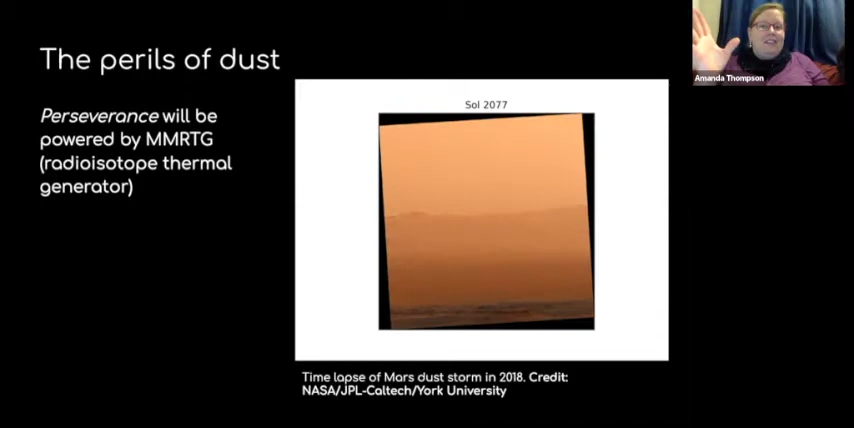 The perils of dust
Perseverance will be
powered by MMRTG
(radioisotope thermal
generator)
Sol 2077
Time lapse of Mars dust storm in 2018. Credit:
NASA/JPL-Caltech/York University
Amanda Thompson